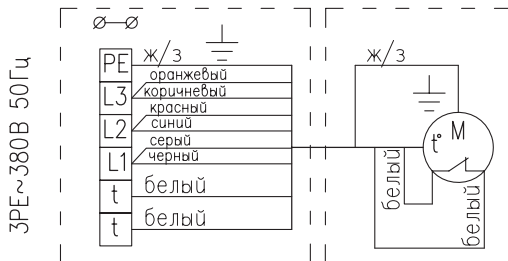 3PE~380В 50Гц
PE
Ж/З
L3
оранжевый
коричневый
L2
красный
синий
L1
серый
черный
t
белый
t
белый
Ж/З
t° M
белый
белый